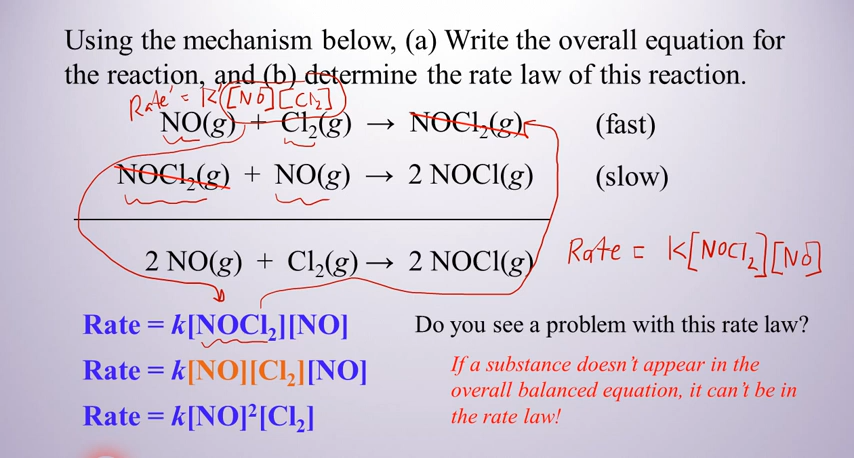 Using the mechanism below, (a) Write the overall equation for
the reaction, and (b) determine the rate law of this reaction.
Rate' = k'[NO][Cl₂]
NO(g) + Cl₂(g) → NOCl₂(g) (fast)
NOCl₂(g) + NO(g) → 2 NOCl(g) (slow)
2 NO(g) + Cl₂(g) → 2 NOCl(g)
Rate = k[NOCl₂][NO]
Rate = k[NOCl₂][NO] Do you see a problem with this rate law?
Rate = k[NO][Cl₂][NO]
If a substance doesn't appear in the
overall balanced equation, it can't be in
the rate law!
Rate = k[NO]²[Cl₂]